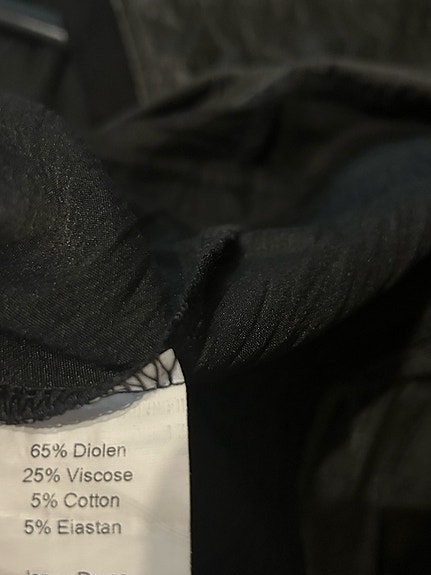 65% Diolen
25% Viscose
5% Cotton
5% Eiastan